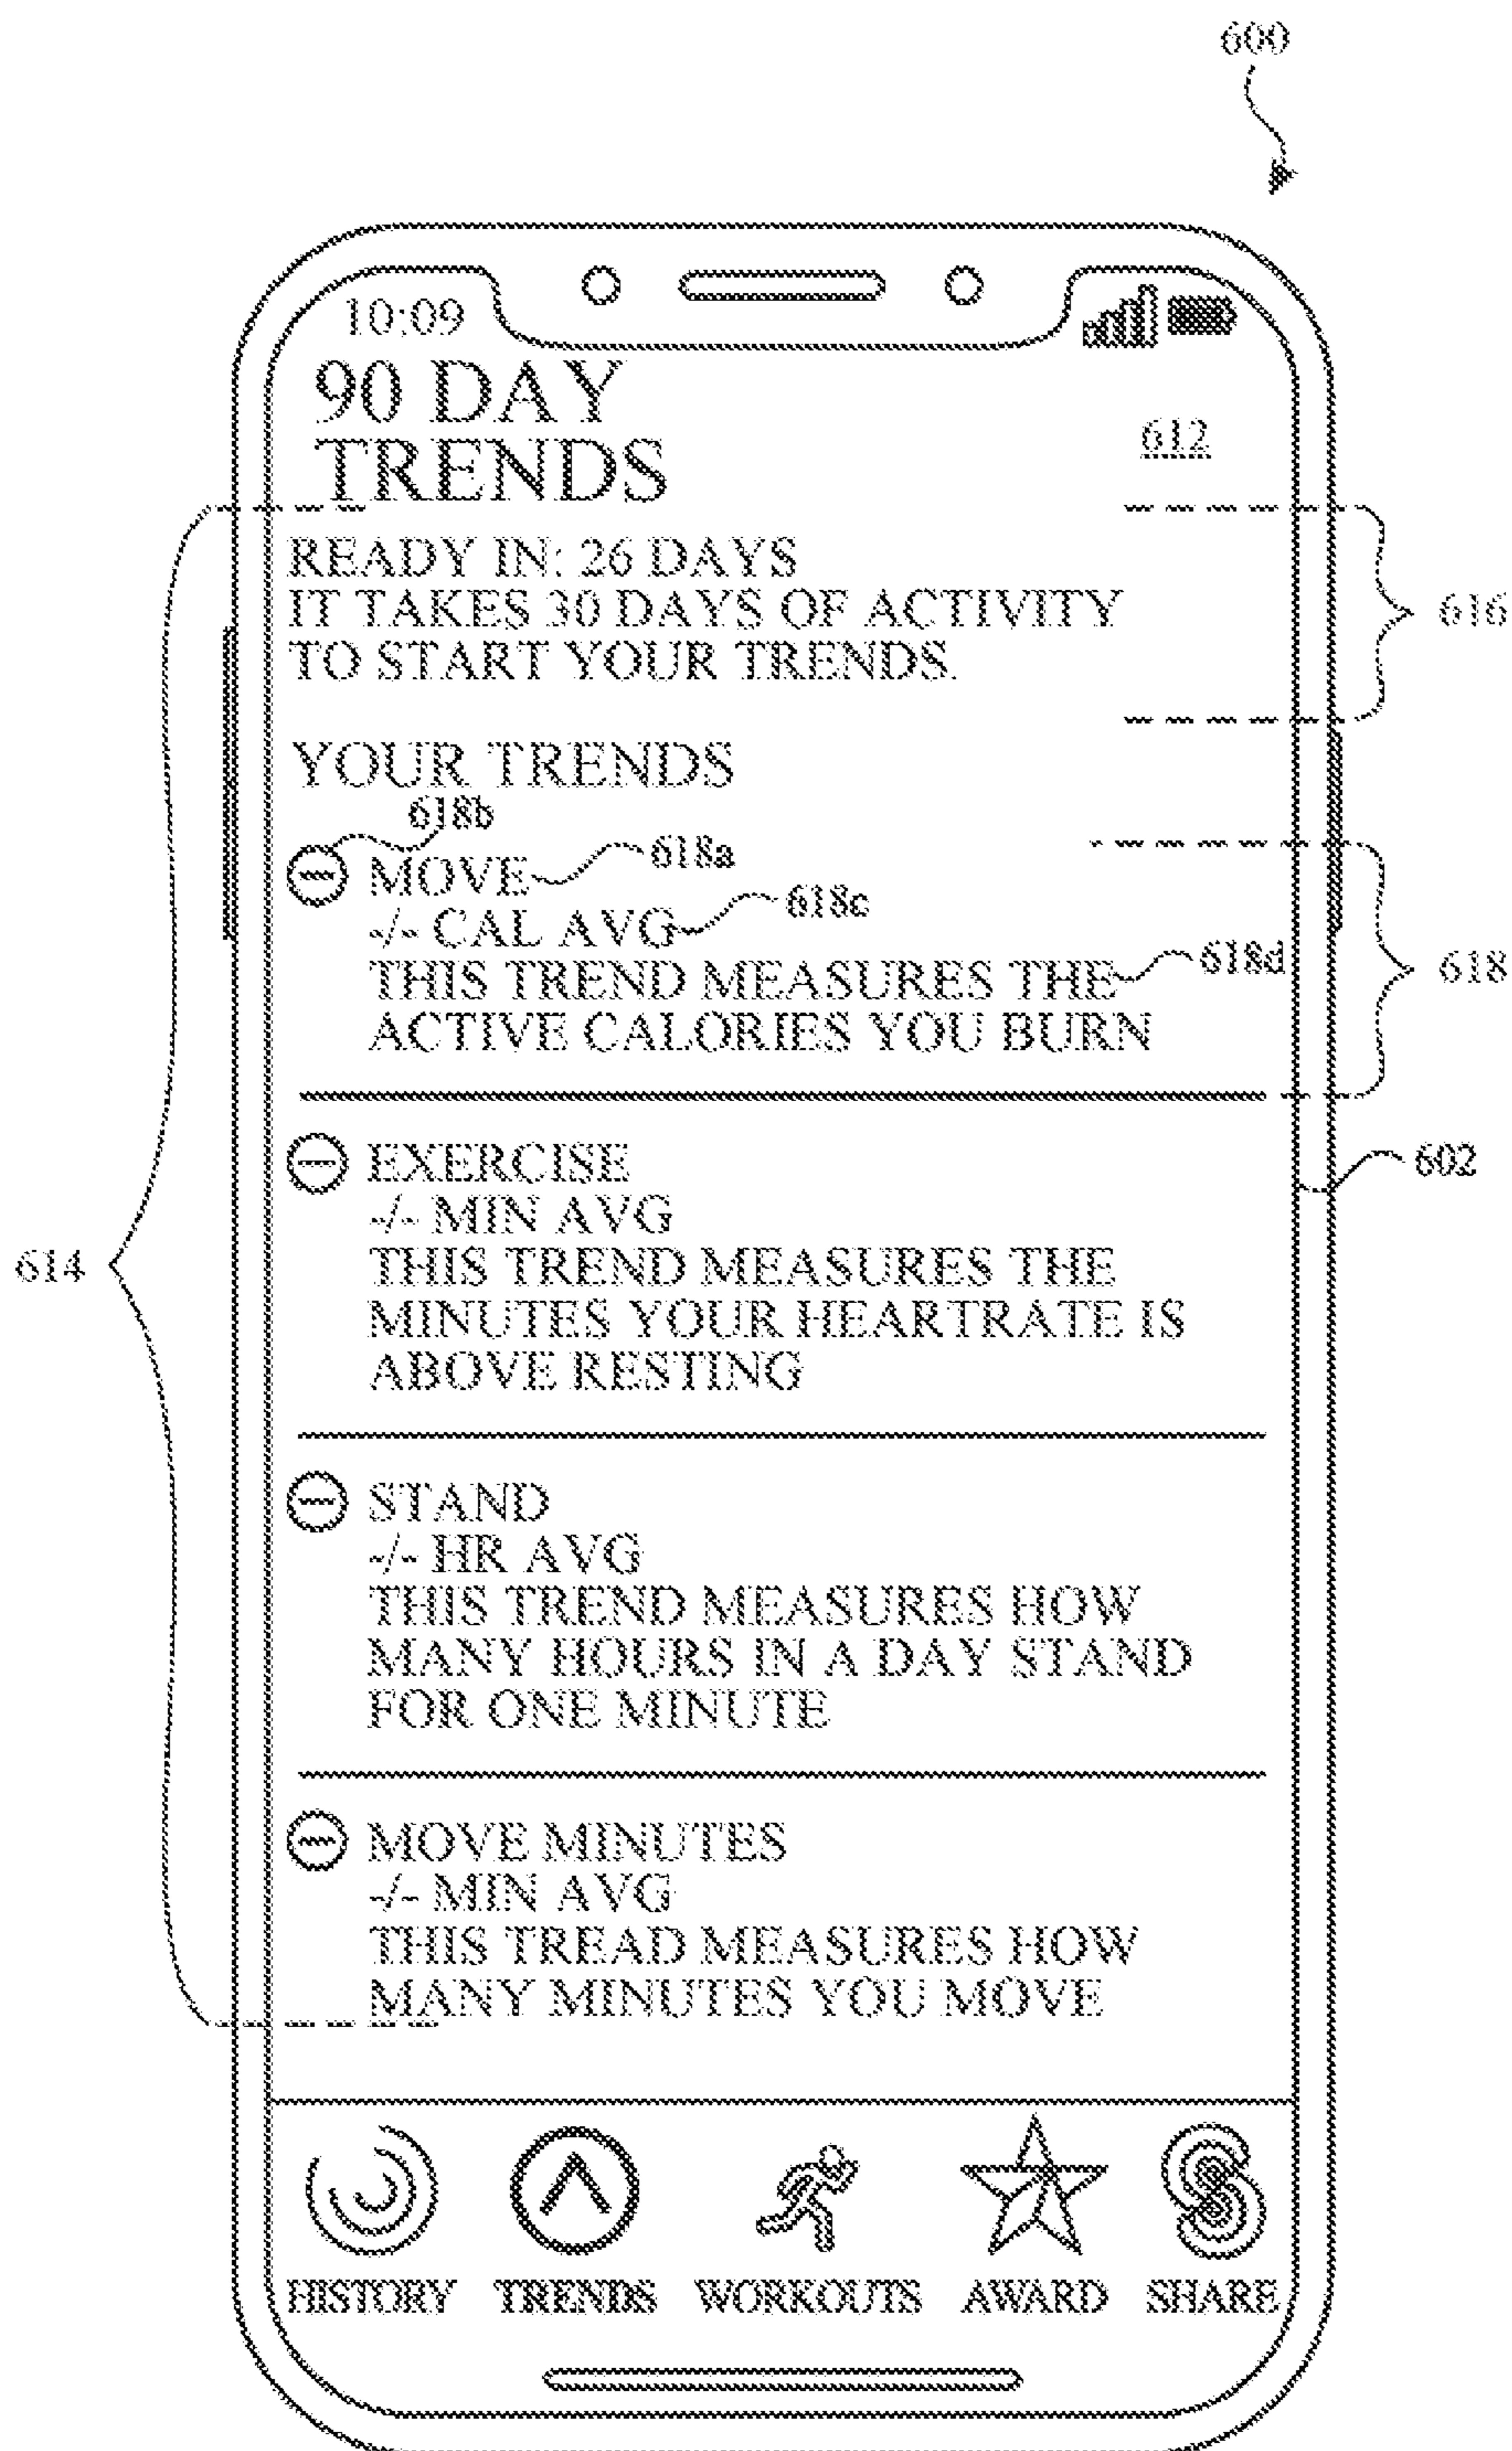 600
10:09
90 DAY
TRENDS
612
READY IN: 26 DAYS
IT TAKES 30 DAYS OF ACTIVITY
TO START YOUR TRENDS.
616
YOUR TRENDS
618b
MOVE
618a
-/- CAL AVG
618c
THIS TREND MEASURES THE
618d
ACTIVE CALORIES YOU BURN
618
EXERCISE
602
-/- MIN AVG
THIS TREND MEASURES THE
614
MINUTES YOUR HEARTRATE IS
ABOVE RESTING
STAND
-/- HR AVG
THIS TREND MEASURES HOW
MANY HOURS IN A DAY STAND
FOR ONE MINUTE
MOVE MINUTES
-/- MIN AVG
THIS TREAD MEASURES HOW
MANY MINUTES YOU MOVE
HISTORY TRENDS WORKOUTS AWARD SHARE